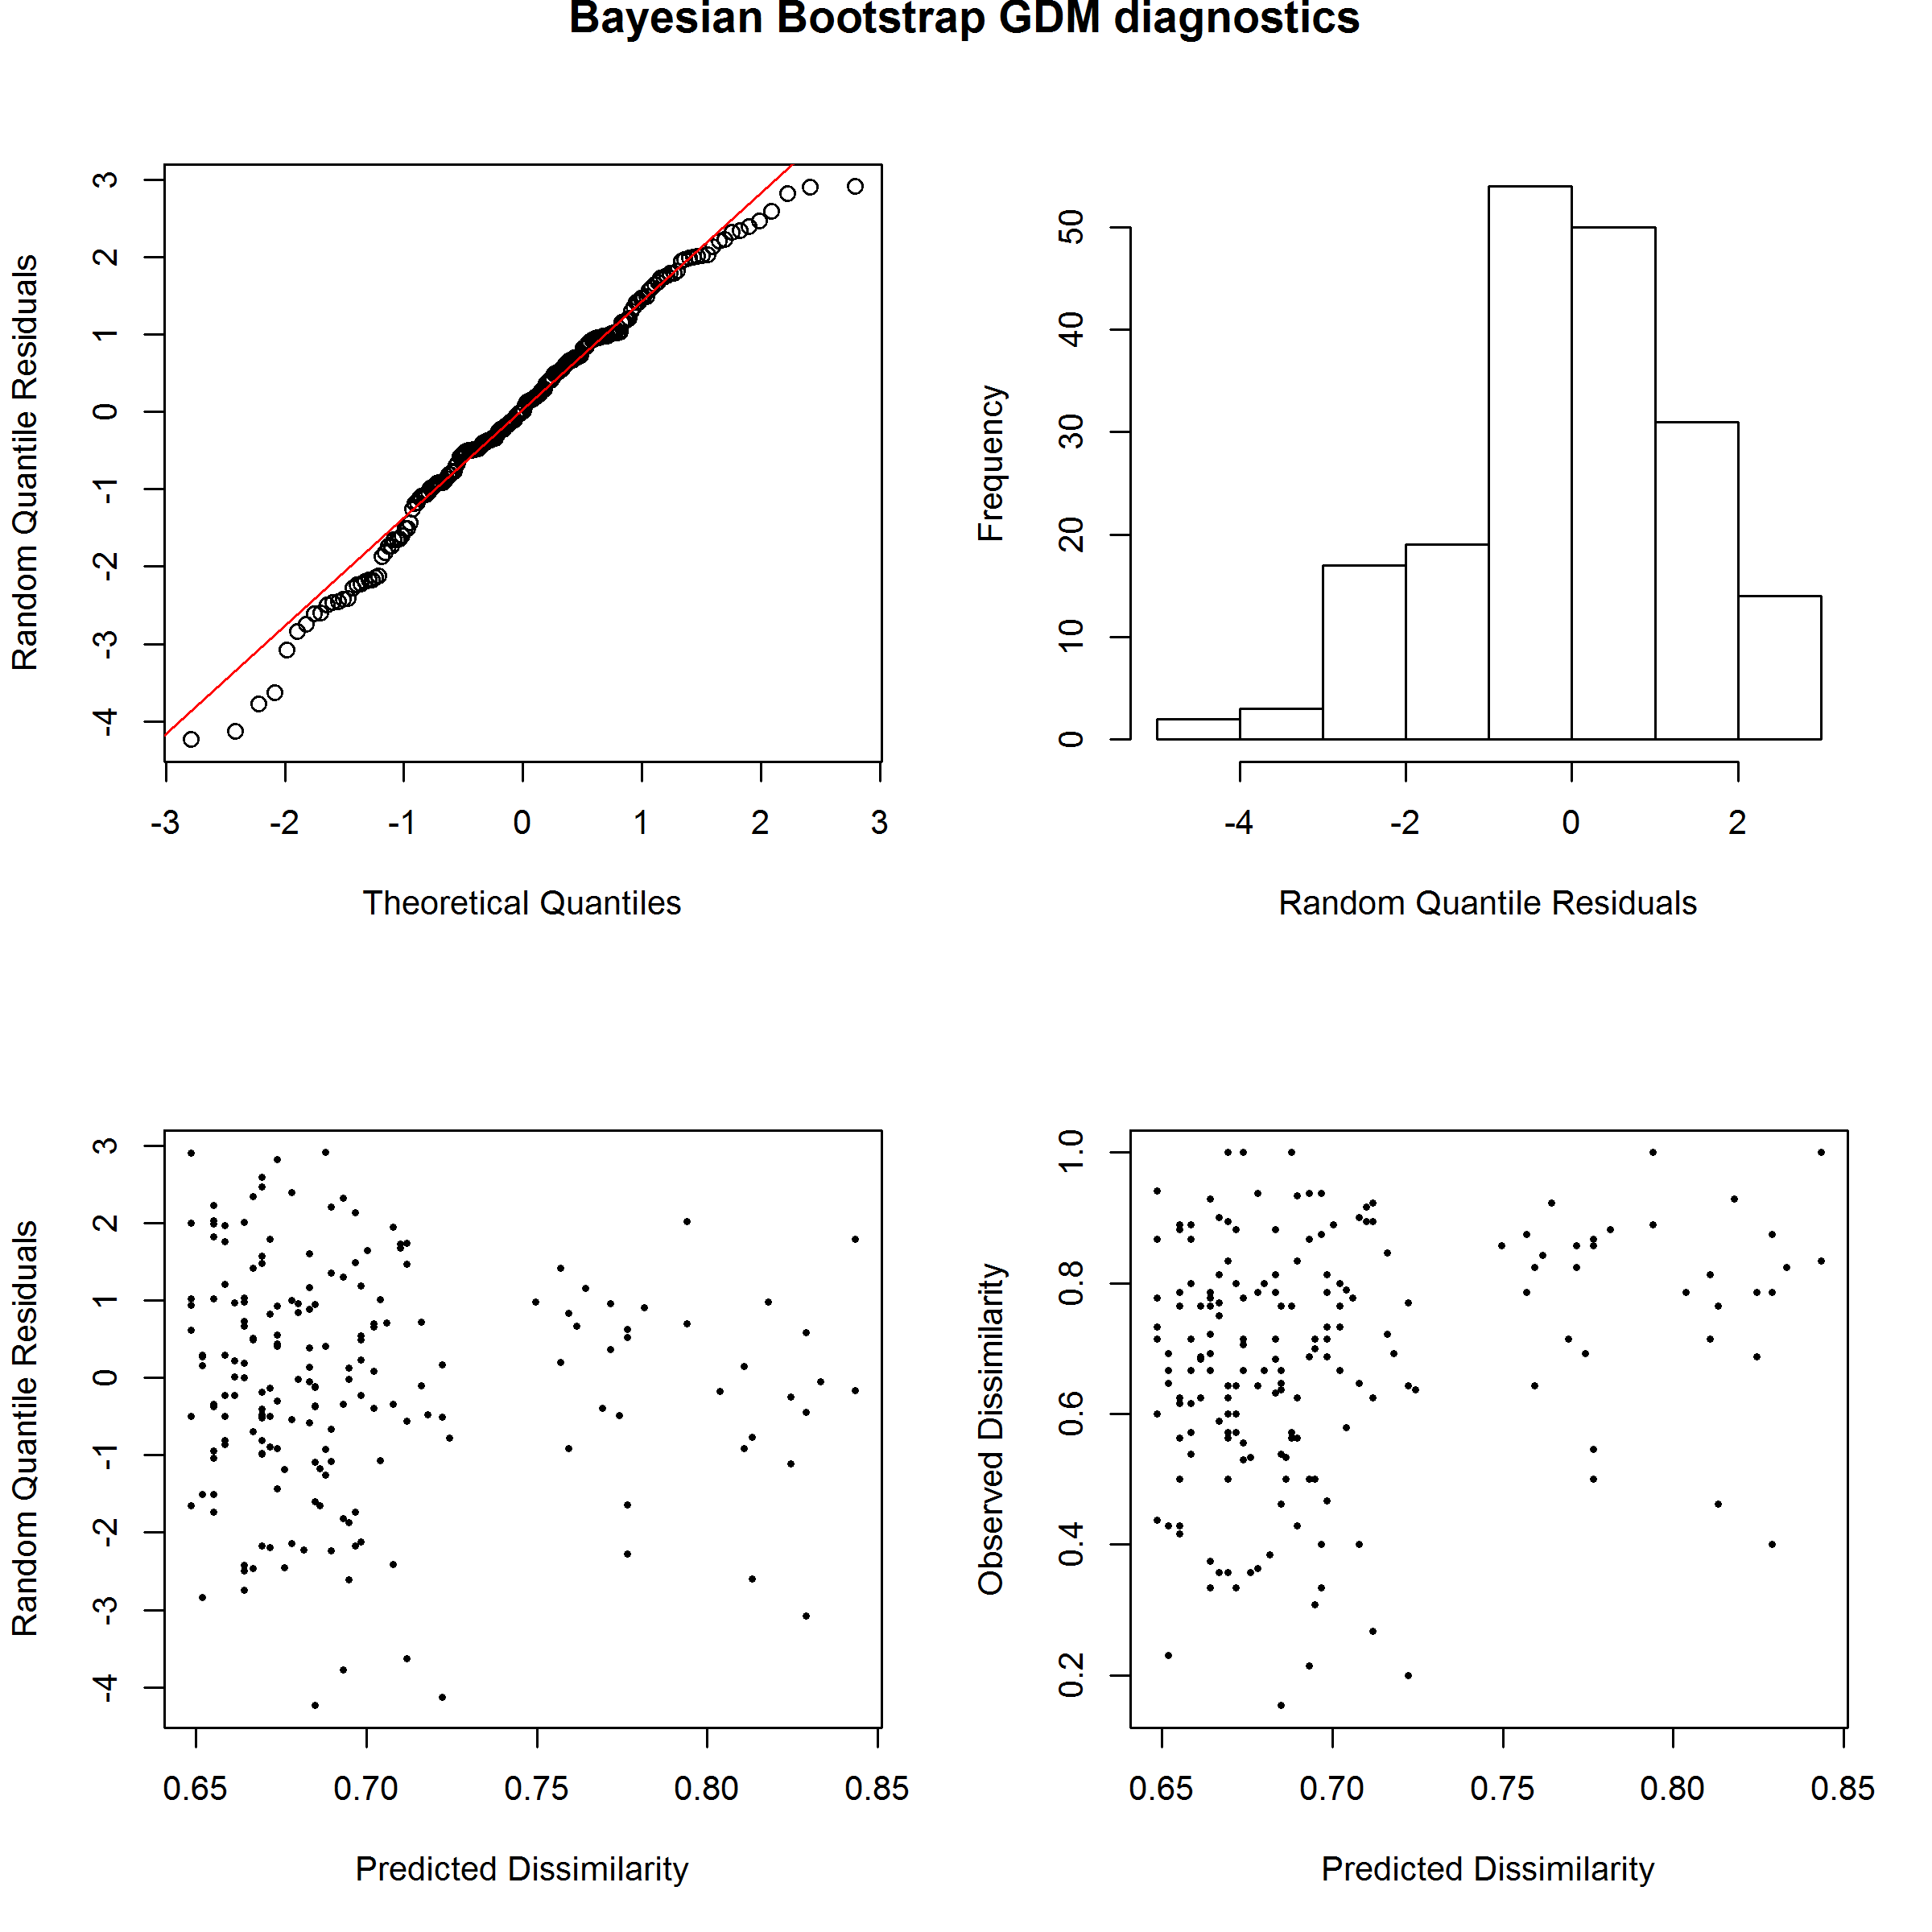 Bayesian Bootstrap GDM diagnostics
Random Quantile Residuals
3
2
1
0
-1
-2
-3
-4
-3 -2 -1 0 1 2 3
Theoretical Quantiles
Frequency
50
40
30
20
10
0
-4 -2 0 2
Random Quantile Residuals
Random Quantile Residuals
3
2
1
0
-1
-2
-3
-4
0.65 0.70 0.75 0.80 0.85
Predicted Dissimilarity
Observed Dissimilarity
1.0
0.8
0.6
0.4
0.2
0.65 0.70 0.75 0.80 0.85
Predicted Dissimilarity